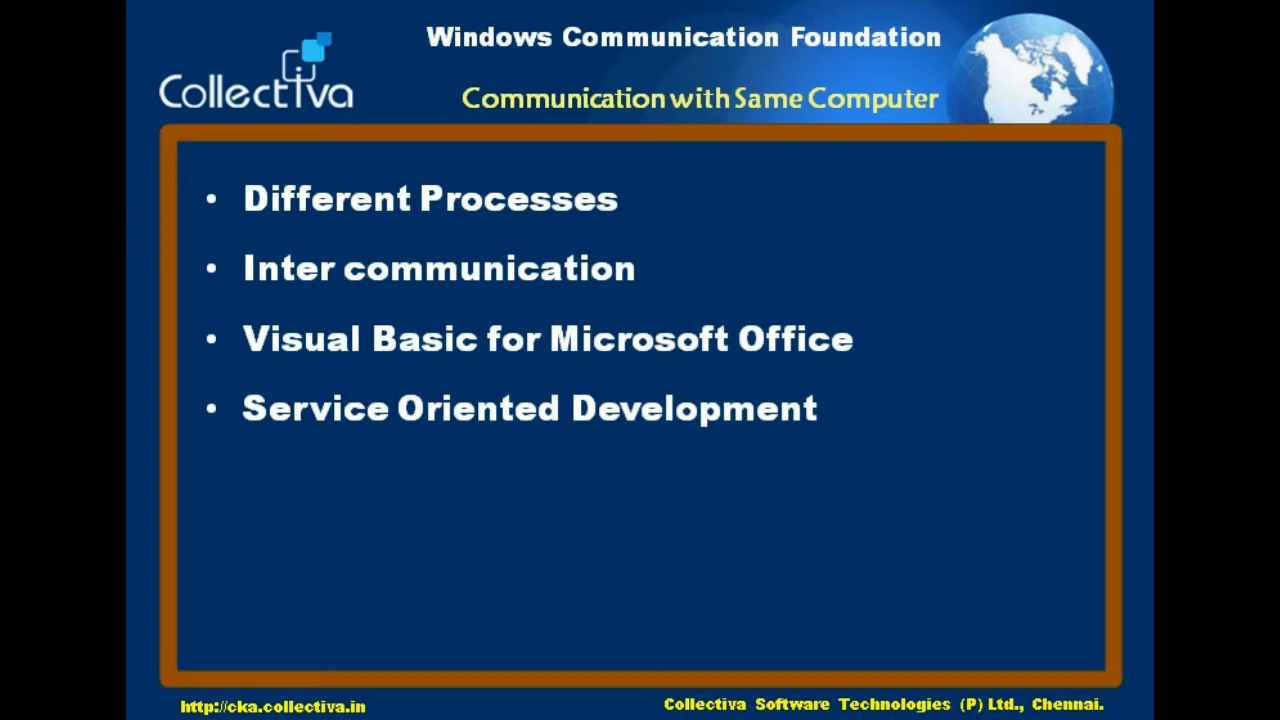 Windows Communication Foundation
Collectiva
Communication with Same Computer
• Different Processes
• Inter communication
• Visual Basic for Microsoft Office
• Service Oriented Development
http://cka.collectiva.in
Collectiva Software Technologies (P) Ltd., Chennai.